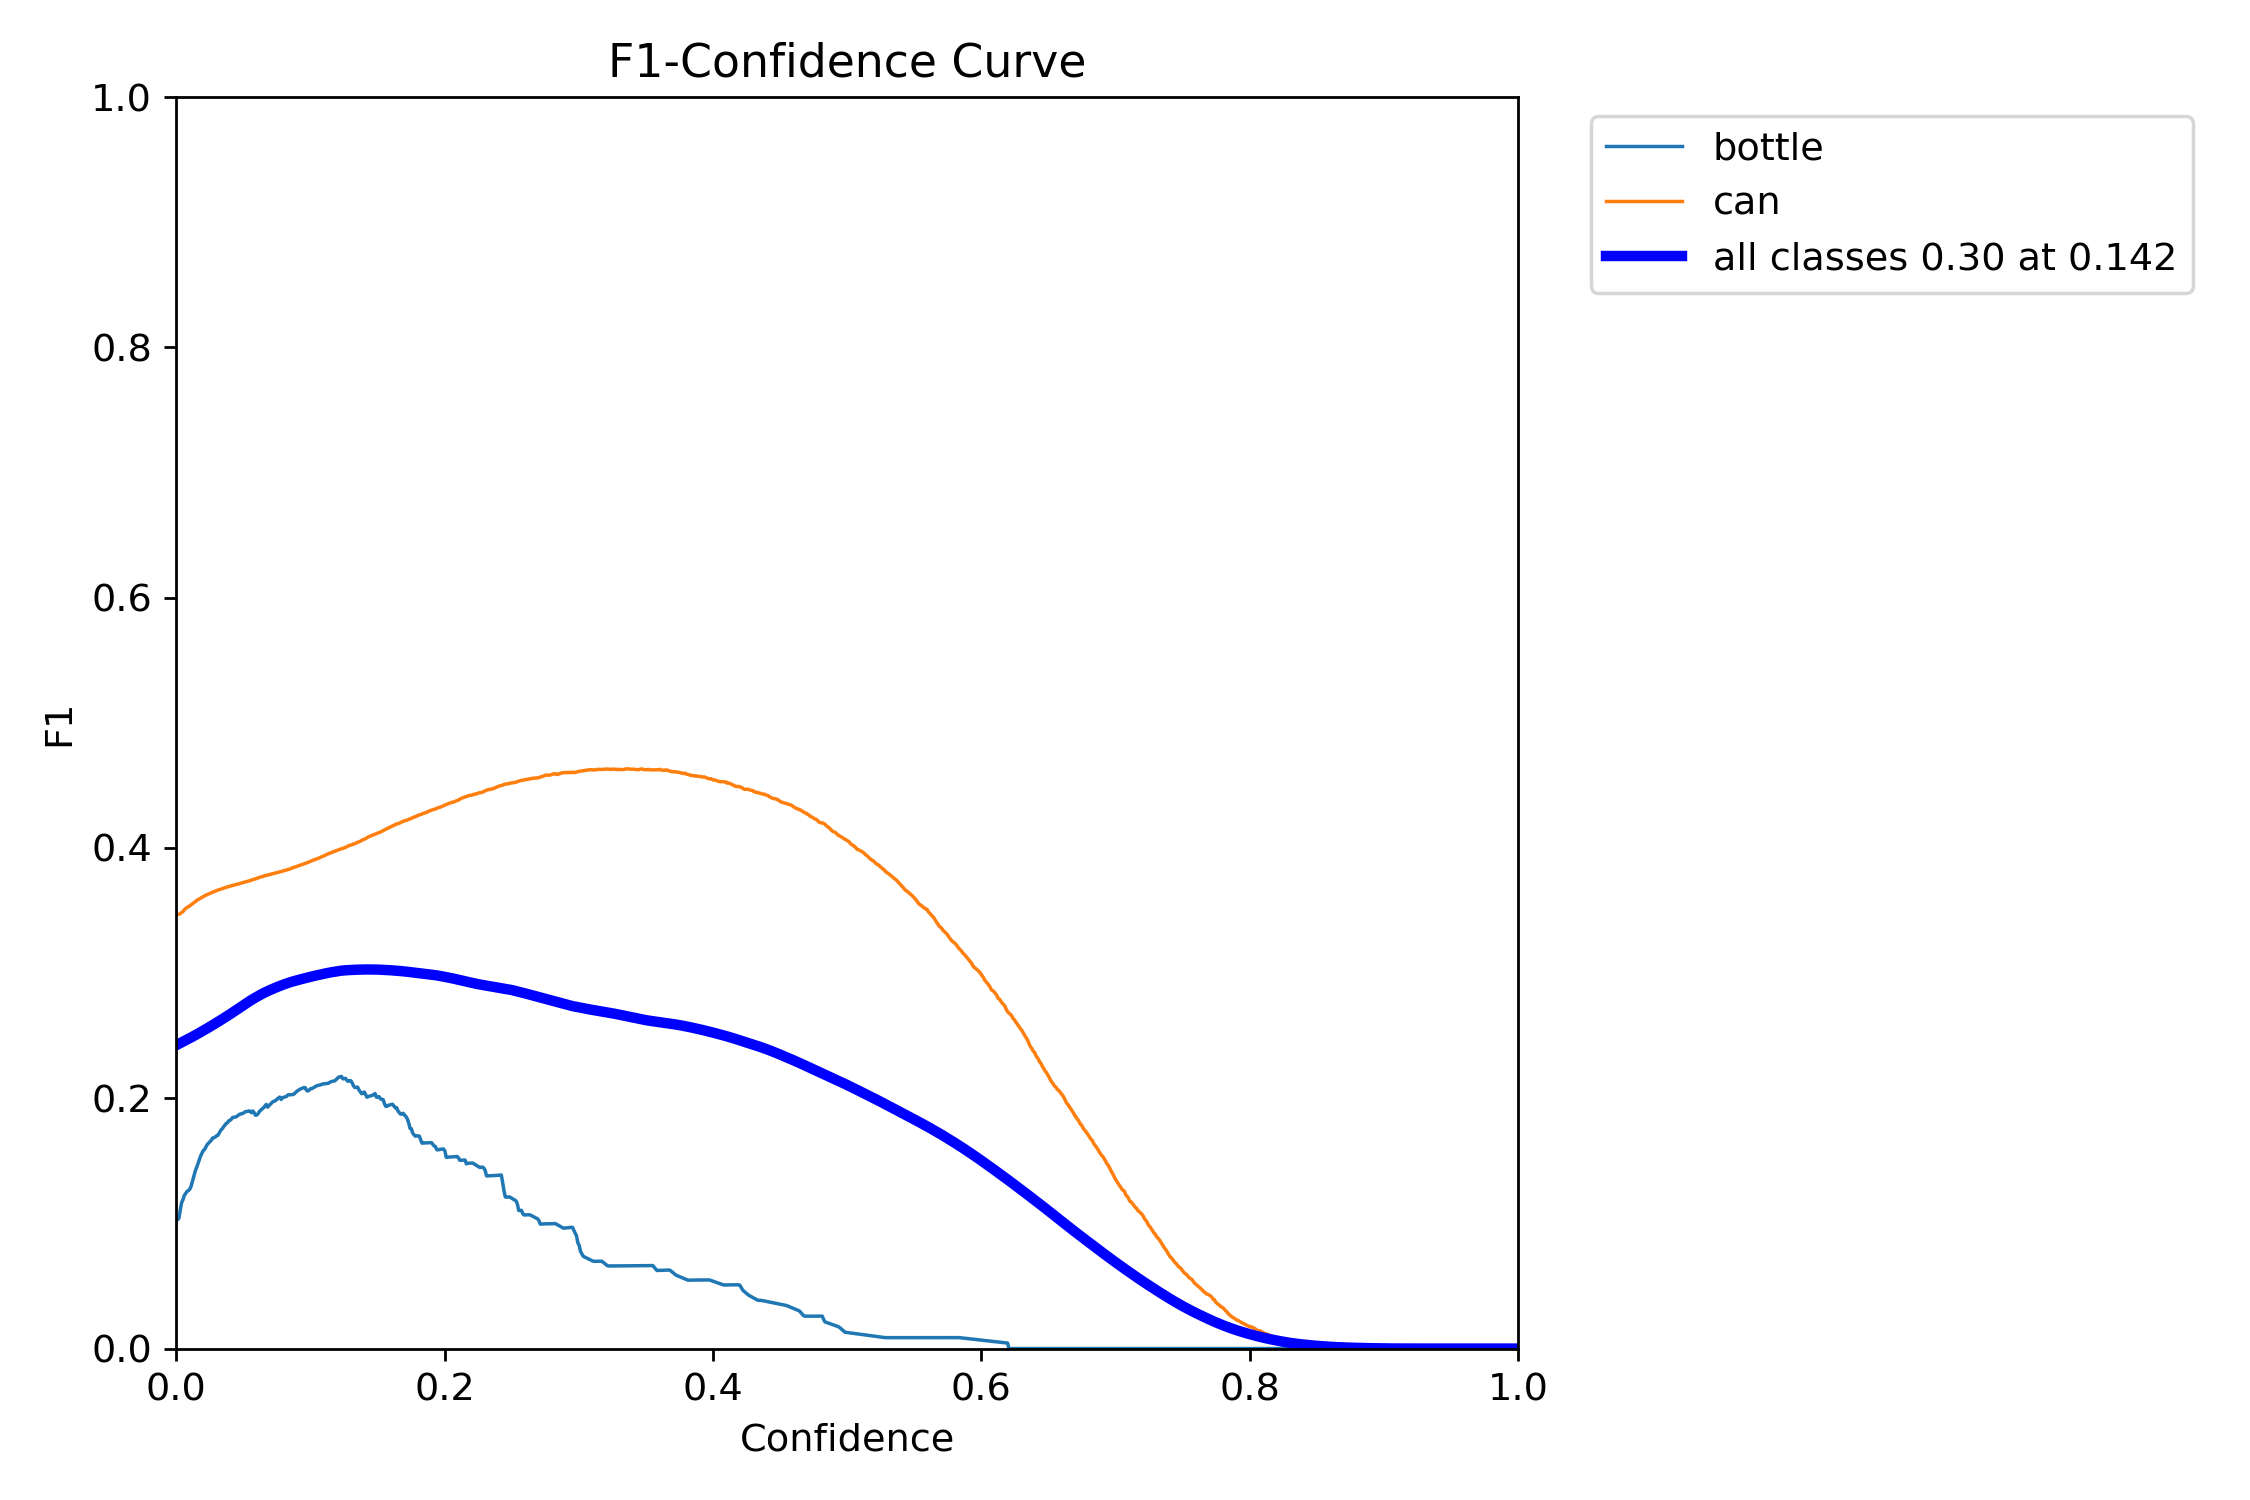 F1-Confidence Curve
bottle
can
all classes 0.30 at 0.142
F1
1.0
0.8
0.6
0.4
0.2
0.0
0.0 0.2 0.4 0.6 0.8 1.0
Confidence